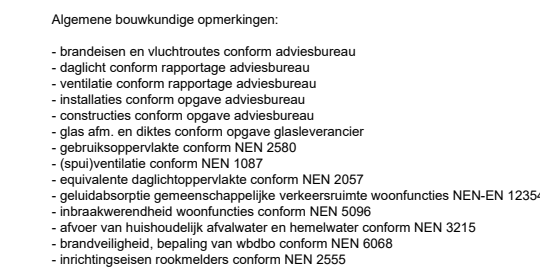 Algemene bouwkundige opmerkingen:
- brandeisen en vluchtroutes conform adviesbureau
- daglicht conform rapportage adviesbureau
- ventilatie conform rapportage adviesbureau
- installaties conform opgave adviesbureau
- constructies conform opgave adviesbureau
- glas afm. en diktes conform opgave glasleverancier
- gebruiksoppervlakte conform NEN 2580
- (spui)ventilatie conform NEN 1087
- equivalente daglichtoppervlakte conform NEN 2057
- geluidabsorptie gemeenschappelijke verkeersruimte woonfuncties NEN-EN 12354
- inbraakwerendheid woonfuncties conform NEN 5096
- afvoer van huishoudelijk afvalwater en hemelwater conform NEN 3215
- brandveiligheid, bepaling van wbdbo conform NEN 6068
- inrichtingseisen rookmelders conform NEN 2555